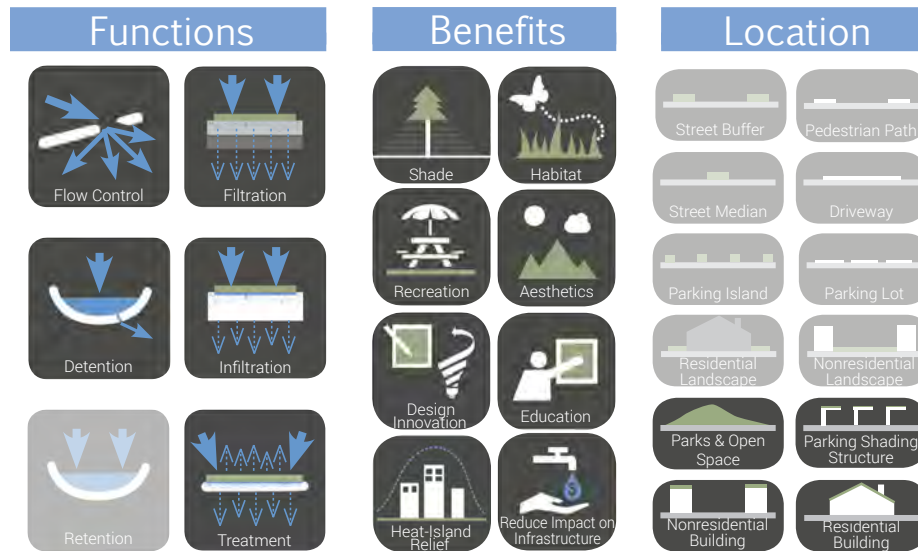 Functions
Benefits
Location
Flow Control
Filtration
Detention
Infiltration
Retention
Treatment
Shade
Habitat
Recreation
Aesthetics
Design
Innovation
Education
Heat-Island
Relief
Reduce Impact on
Infrastructure
$
Street Buffer
Pedestrian Path
Street Median
Driveway
Parking Island
Parking Lot
Residential
Landscape
Nonresidential
Landscape
Parks & Open
Space
Parking Shading
Structure
Nonresidential
Building
Residential
Building